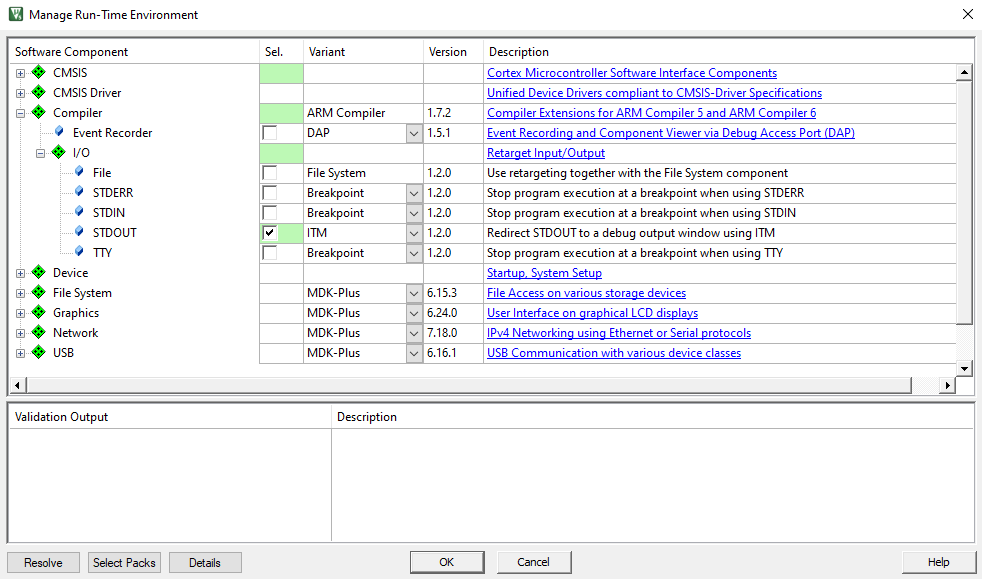 Manage Run-Time Environment
Software Component Sel. Variant Version Description
CMSIS Cortex Microcontroller Software Interface Components
CMSIS Driver Unified Device Drivers compliant to CMSIS-Driver Specifications
Compiler ARM Compiler 1.7.2 Compiler Extensions for ARM Compiler 5 and ARM Compiler 6
Event Recorder DAP 1.5.1 Event Recording and Component Viewer via Debug Access Port (DAP)
I/O Retarget Input/Output
File File System 1.2.0 Use retargeting together with the File System component
STDERR Breakpoint 1.2.0 Stop program execution at a breakpoint when using STDERR
STDIN Breakpoint 1.2.0 Stop program execution at a breakpoint when using STDIN
STDOUT ITM 1.2.0 Redirect STDOUT to a debug output window using ITM
TTY Breakpoint 1.2.0 Stop program execution at a breakpoint when using TTY
Device Startup, System Setup
File System MDK-Plus 6.15.3 File Access on various storage devices
Graphics MDK-Plus 6.24.0 User Interface on graphical LCD displays
Network MDK-Plus 7.18.0 IPv4 Networking using Ethernet or Serial protocols
USB MDK-Plus 6.16.1 USB Communication with various device classes
Validation Output Description
Resolve Select Packs Details OK Cancel Help